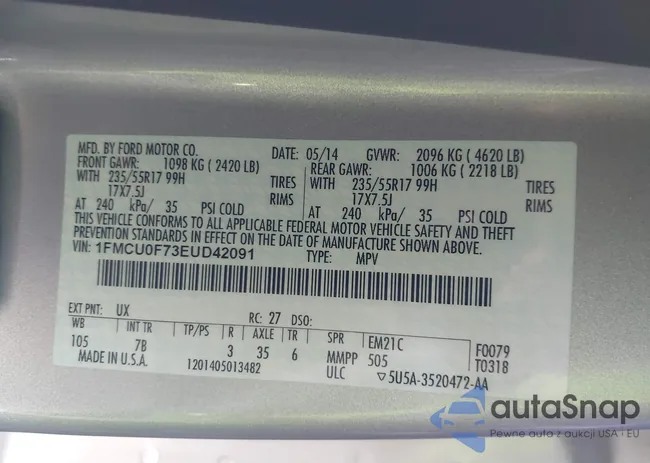 MFD. BY FORD MOTOR CO. DATE: 05/14 GVWR: 2096 KG ( 4620 LB)
FRONT GAWR: 1098 KG ( 2420 LB) REAR GAWR: 1006 KG ( 2218 LB)
WITH 235/55R17 99H TIRES WITH 235/55R17 99H TIRES
17X7.5J RIMS 17X7.5J RIMS
AT 240 kPa/ 35 PSI COLD AT 240 kPa/ 35 PSI COLD
THIS VEHICLE CONFORMS TO ALL APPLICABLE FEDERAL MOTOR VEHICLE SAFETY AND THEFT
PREVENTION STANDARDS IN EFFECT ON THE DATE OF MANUFACTURE SHOWN ABOVE.
VIN: 1FMCU0F73EUD42091 TYPE: MPV
EXT PNT: UX RC: 27 DSO:
WB INT TR TP/PS R AXLE TR SPR EM21C F0079
105 7B 3 35 6 MMPP 505 T0318
MADE IN U.S.A. 1201405013482 ULC ▽5U5A-3520472-AA
autaSnap
Pewne auta z aukcji USA i EU